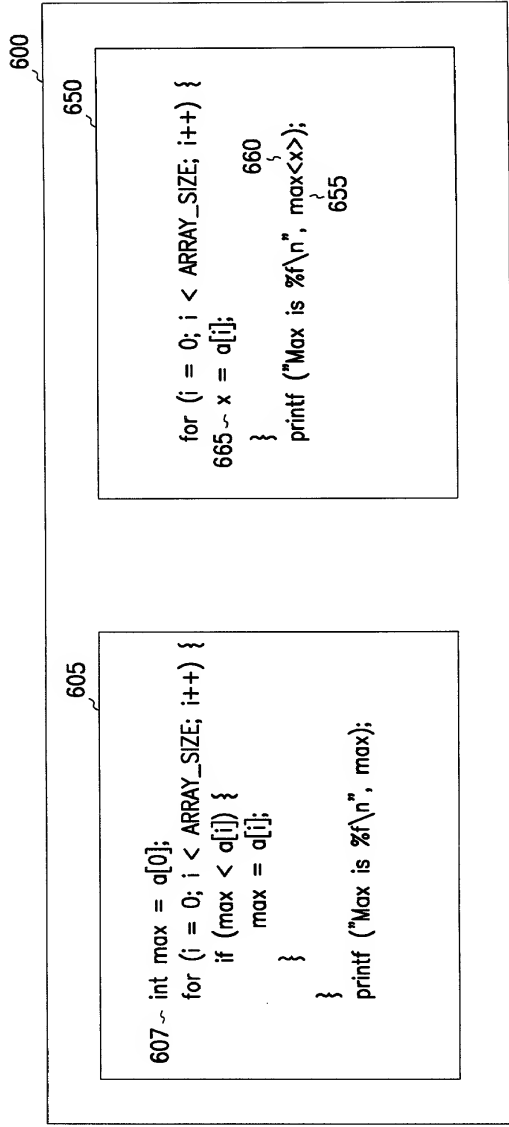 600
605
607 ~ int max = a[0];
for (i = 0; i < ARRAY_SIZE; i++) {
if (max < a[i]) {
max = a[i];
}
}
printf ("Max is %f\n", max);
650
for (i = 0; i < ARRAY_SIZE; i++) {
665 ~ x = a[i];
}
660
printf ("Max is %f\n", max<x>);
655